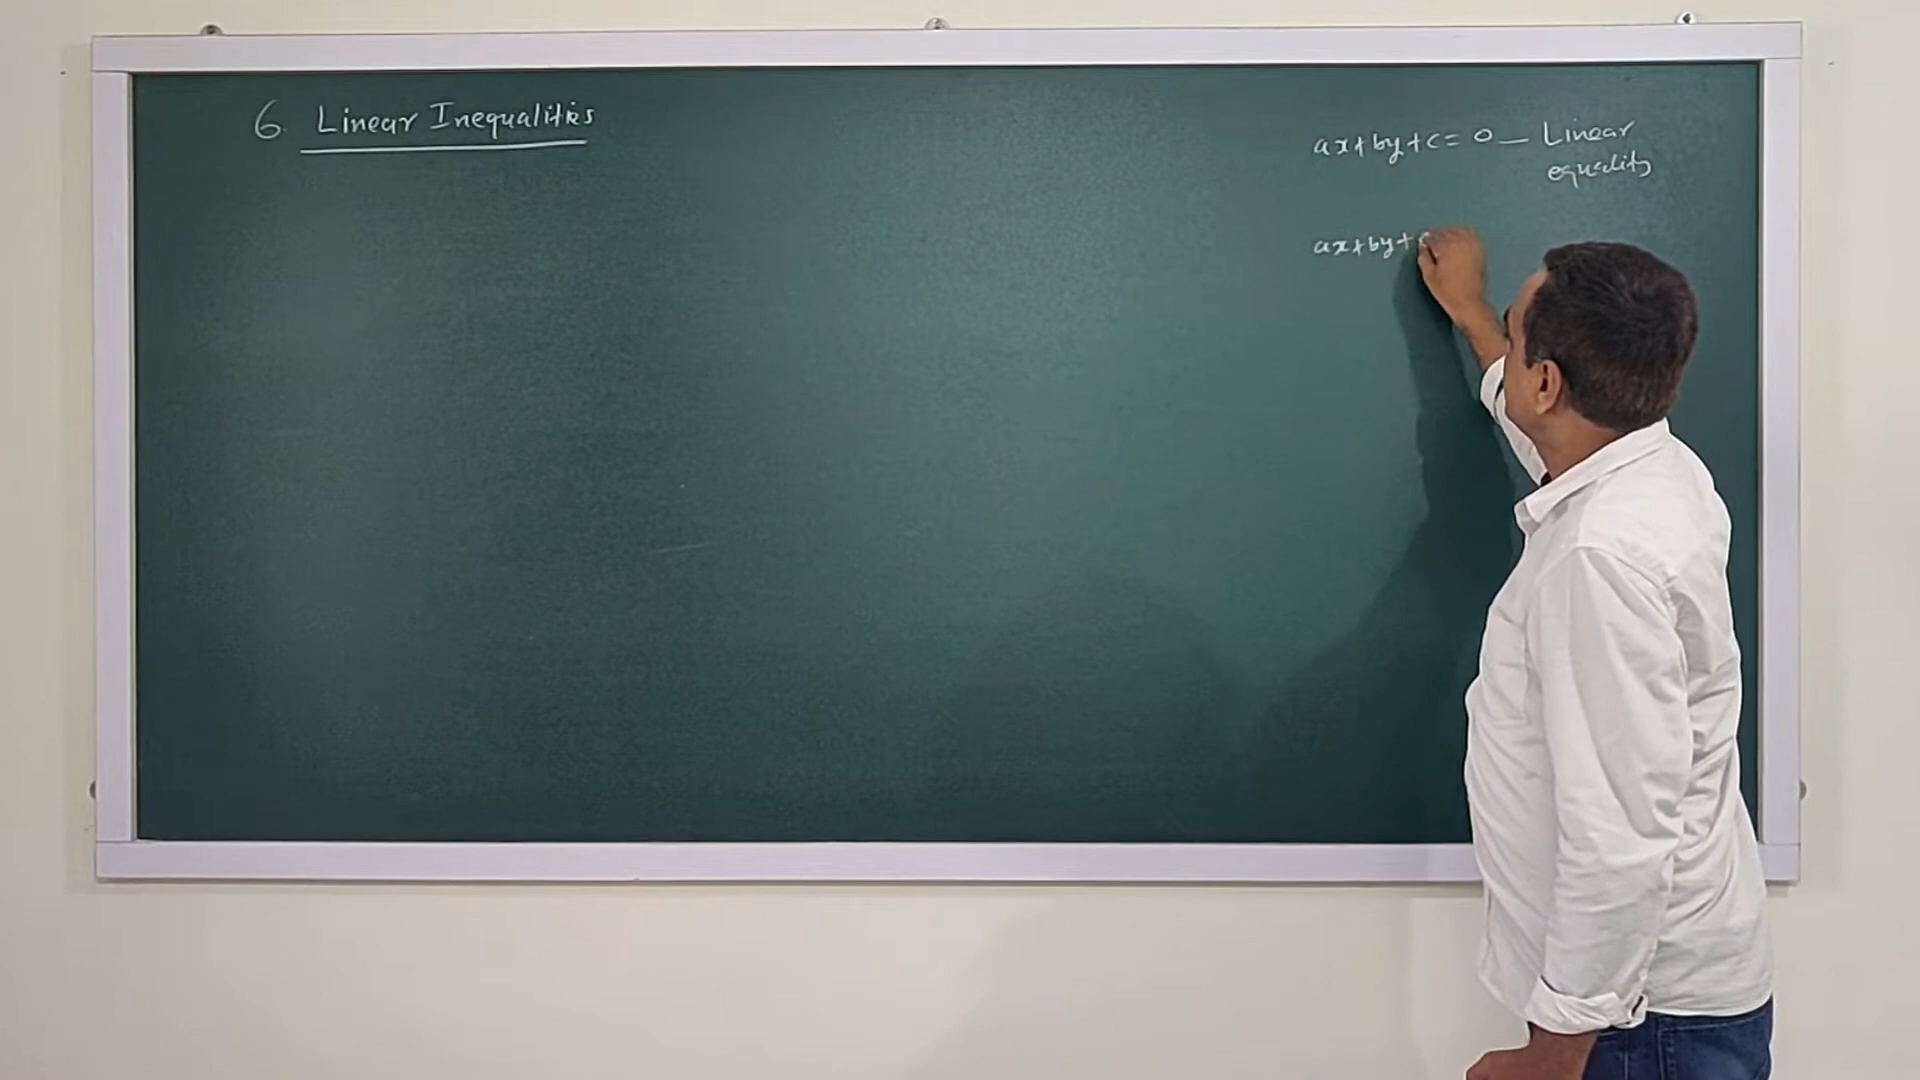 6. Linear Inequalities
ax+by+c= 0 — Linear
equality
ax+by+c